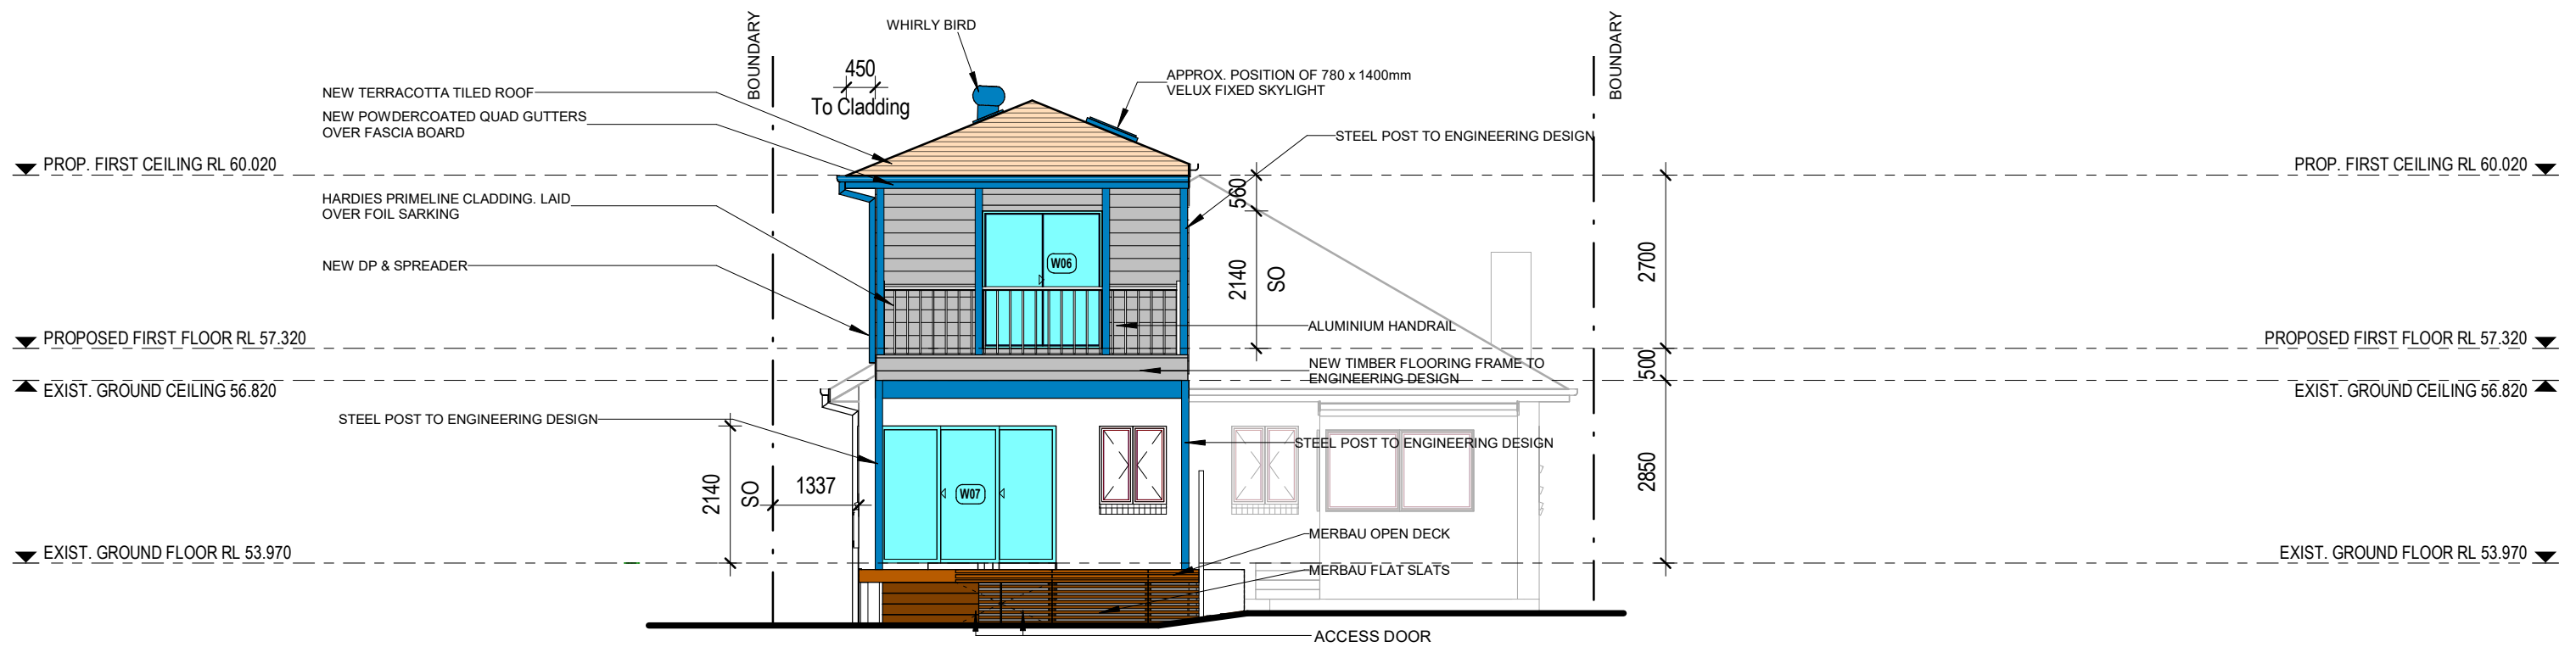 WHIRLY BIRD
BOUNDARY
BOUNDARY
450
To Cladding
APPROX. POSITION OF 780 x 1400mm
VELUX FIXED SKYLIGHT
NEW TERRACOTTA TILED ROOF
NEW POWDERCOATED QUAD GUTTERS
OVER FASCIA BOARD
STEEL POST TO ENGINEERING DESIGN
PROP. FIRST CEILING RL 60.020
PROP. FIRST CEILING RL 60.020
HARDIES PRIMELINE CLADDING. LAID
OVER FOIL SARKING
560
2700
W06
NEW DP & SPREADER
2140
SO
ALUMINIUM HANDRAIL
PROPOSED FIRST FLOOR RL 57.320
PROPOSED FIRST FLOOR RL 57.320
NEW TIMBER FLOORING FRAME TO
ENGINEERING DESIGN
500
EXIST. GROUND CEILING 56.820
EXIST. GROUND CEILING 56.820
STEEL POST TO ENGINEERING DESIGN
STEEL POST TO ENGINEERING DESIGN
2140
SO
1337
W07
2850
MERBAU OPEN DECK
EXIST. GROUND FLOOR RL 53.970
EXIST. GROUND FLOOR RL 53.970
MERBAU FLAT SLATS
ACCESS DOOR